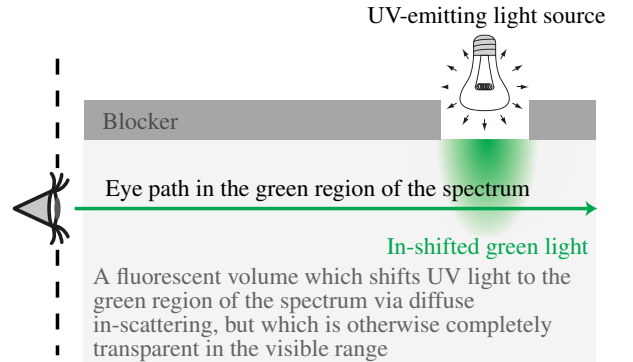 UV-emitting light source
Blocker
Eye path in the green region of the spectrum
In-shifted green light
A fluorescent volume which shifts UV light to the
green region of the spectrum via diffuse
in-scattering, but which is otherwise completely
transparent in the visible range